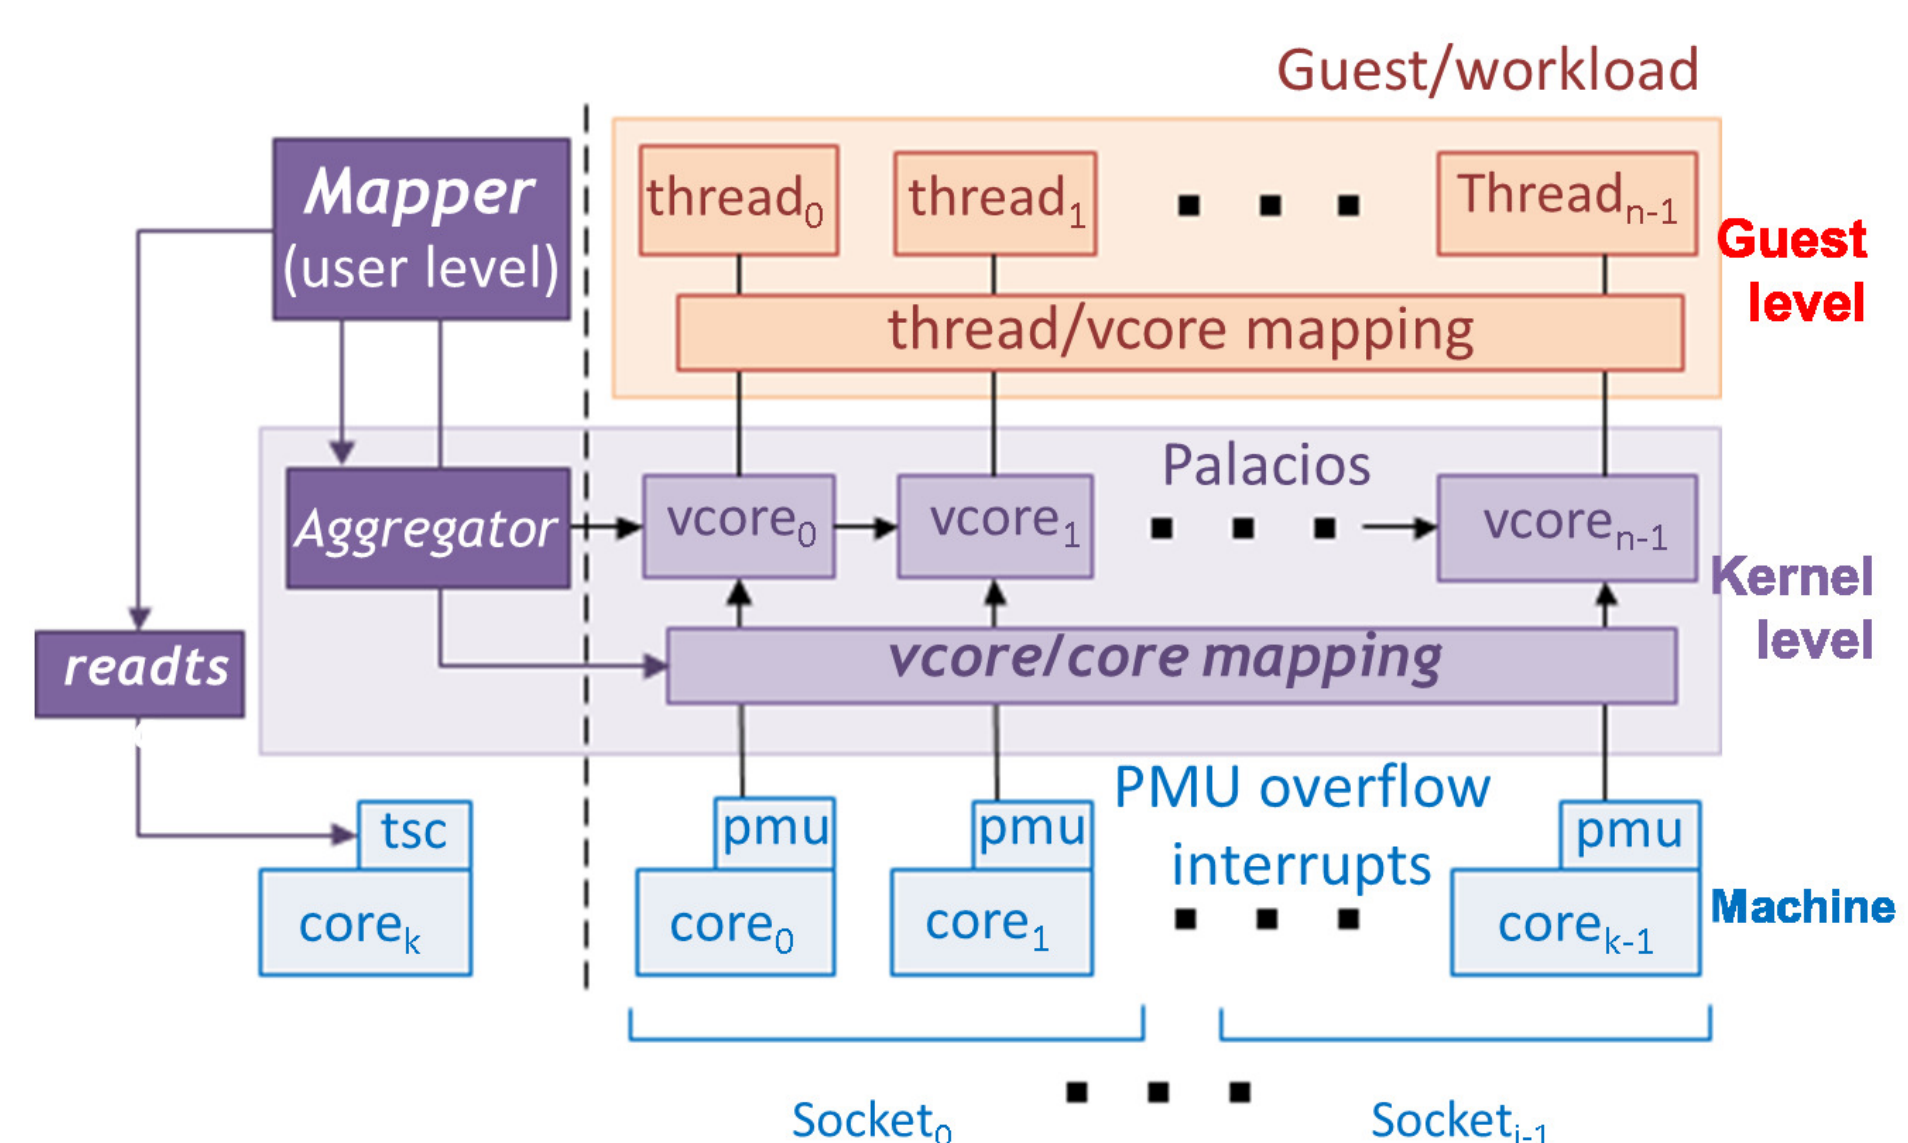 Guest/workload
Mapper
(user level)
thread0
thread1
Threadn-1
Guest
level
thread/vcore mapping
Palacios
Aggregator
vcore0
vcore1
vcoren-1
Kernel
level
readts
vcore/core mapping
PMU overflow
interrupts
tsc
pmu
pmu
pmu
corek
core0
core1
corek-1
Machine
Socket0
Socketj-1